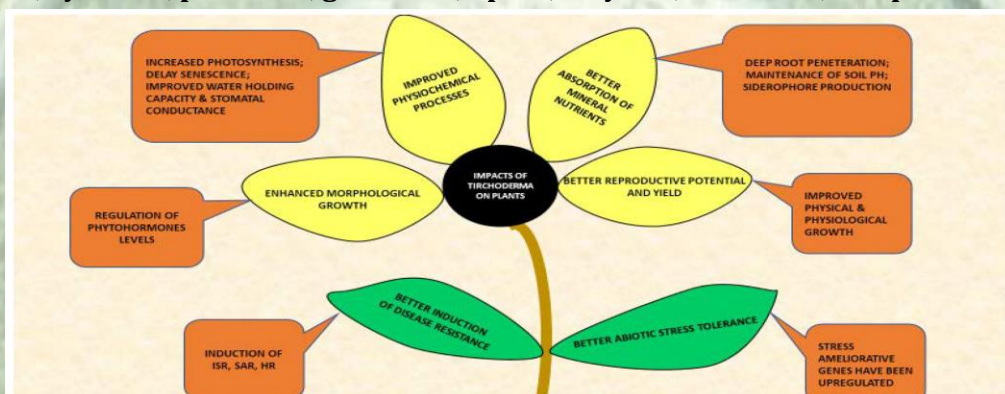 INCREASED PHOTOSYNTHESIS;
DELAY SENESCENCE;
IMPROVED WATER HOLDING
CAPACITY & STOMATAL
CONDUCTANCE
IMPROVED
PHYSIOCHEMICAL
PROCESSES
BETTER
ABSORPTION OF
MINERAL
NUTRIENTS
DEEP ROOT PENETERATION;
MAINTENANCE OF SOIL PH;
SIDEROPHORE PRODUCTION
REGULATION OF
PHYTOHORMONES
LEVELS
ENHANCED MORPHOLOGICAL
GROWTH
IMPACTS OF
TIRCHODERMA
ON PLANTS
BETTER REPRODUCTIVE POTENTIAL
AND YIELD
IMPROVED
PHYSICAL &
PHYSIOLOGICAL
GROWTH
INDUCTION OF
ISR, SAR, HR
BETTER INDUCTION
OF DISEASE RESISTANCE
BETTER ABIOTIC STRESS TOLERANCE
STRESS
AMELIORATIVE
GENES HAVE BEEN
UPREGULATED